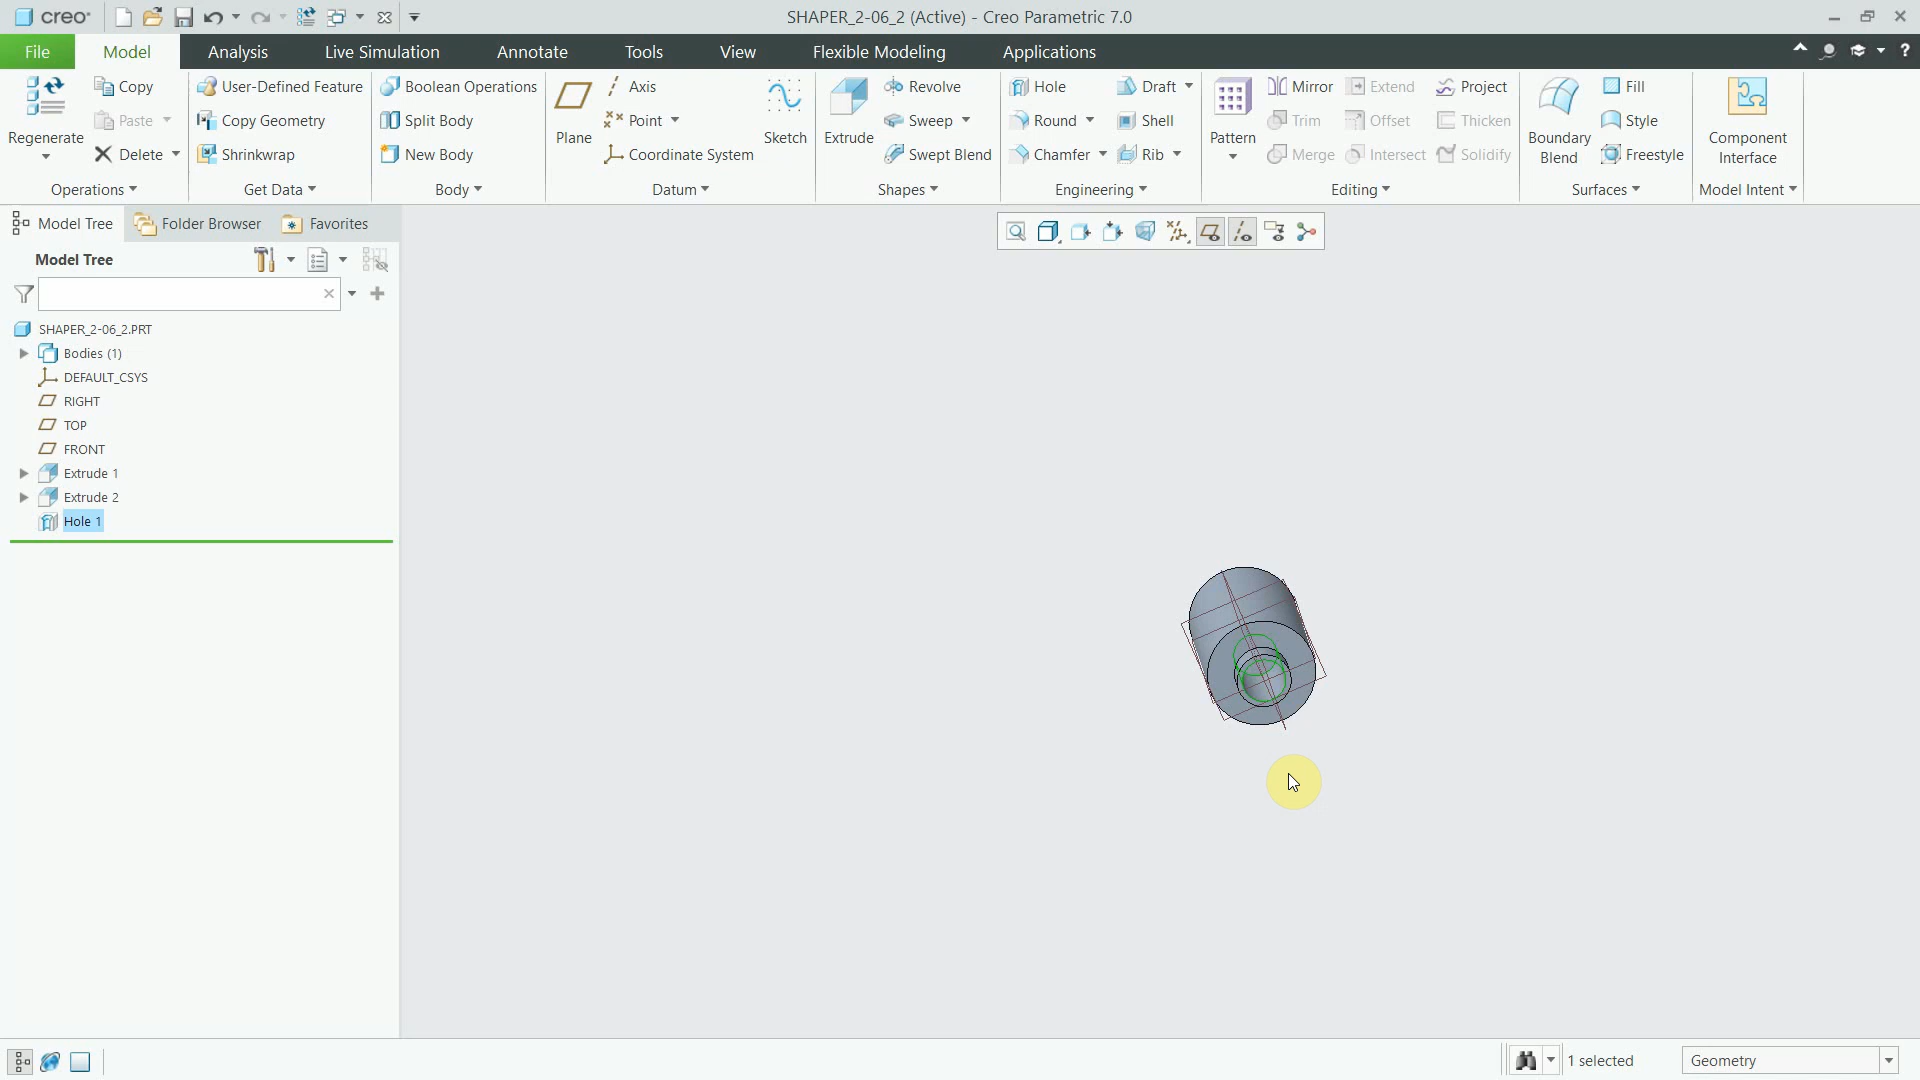 creo
SHAPER_2-06_2 (Active) - Creo Parametric 7.0
File Model Analysis Live Simulation Annotate Tools View Flexible Modeling Applications
Regenerate
Copy
Paste
Delete
Operations
User-Defined Feature
Copy Geometry
Shrinkwrap
Get Data
Boolean Operations
Split Body
New Body
Body
Plane
Axis
Point
Coordinate System
Sketch
Datum
Extrude
Revolve
Sweep
Swept Blend
Shapes
Hole
Round
Chamfer
Draft
Shell
Rib
Engineering
Pattern
Mirror
Trim
Merge
Extend
Offset
Intersect
Project
Thicken
Solidify
Editing
Boundary
Blend
Fill
Style
Freestyle
Surfaces
Component
Interface
Model Intent
Model Tree Folder Browser Favorites
Model Tree
SHAPER_2-06_2.PRT
Bodies (1)
DEFAULT_CSYS
RIGHT
TOP
FRONT
Extrude 1
Extrude 2
Hole 1
1 selected Geometry